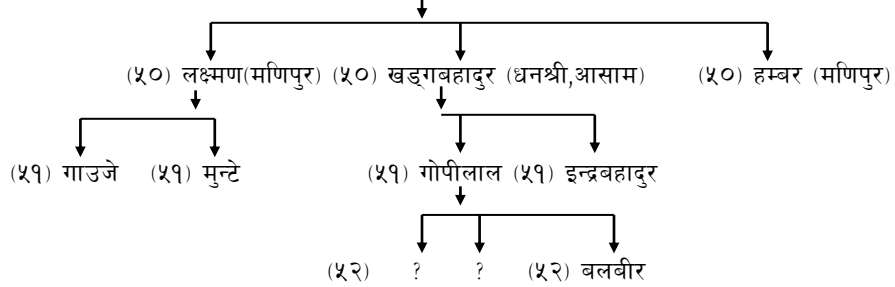 (५०) लक्ष्मण(मणिपुर) (५०) खड्गबहादुर (धनश्री,आसाम) (५०) हम्बर (मणिपुर)
(५१) गाउजे (५१) मुन्टे (५१) गोपीलाल (५१) इन्द्रबहादुर
(५२) ? ? (५२) बलबीर